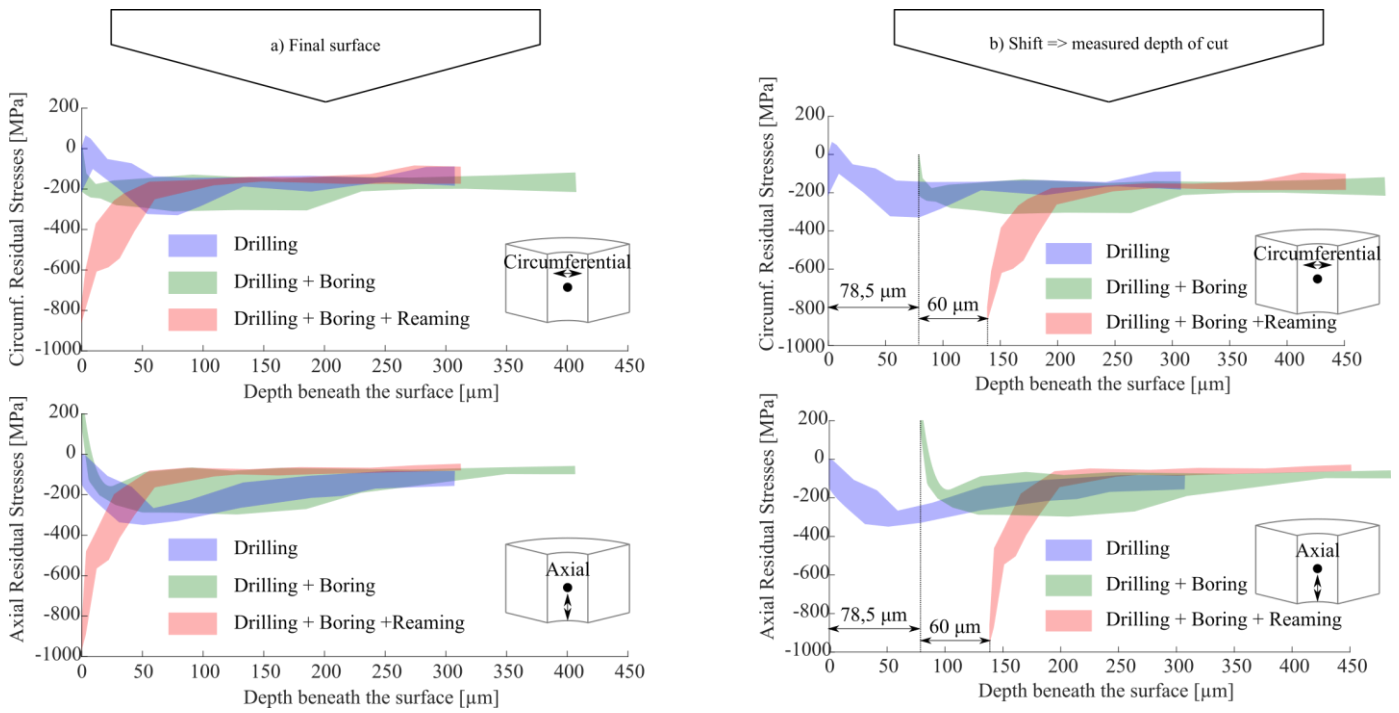 a) Final surface
Circumf. Residual Stresses [MPa]
200
0
-200
-400
-600
-800
-1000
Drilling
Drilling + Boring
Drilling + Boring + Reaming
Circumferential
0 50 100 150 200 250 300 350 400 450
Depth beneath the surface [µm]
Axial Residual Stresses [MPa]
200
0
-200
-400
-600
-800
-1000
Drilling
Drilling + Boring
Drilling + Boring +Reaming
Axial
0 50 100 150 200 250 300 350 400 450
Depth beneath the surface [µm]
b) Shift => measured depth of cut
Circumf. Residual Stresses [MPa]
200
0
-200
-400
-600
-800
-1000
Drilling
Drilling + Boring
Drilling + Boring +Reaming
Circumferential
78,5 µm
60 µm
0 50 100 150 200 250 300 350 400 450
Depth beneath the surface [µm]
Axial Residual Stresses [MPa]
200
0
-200
-400
-600
-800
-1000
Drilling
Drilling + Boring
Drilling + Boring + Reaming
Axial
78,5 µm
60 µm
0 50 100 150 200 250 300 350 400 450 500
Depth beneath the surface [µm]